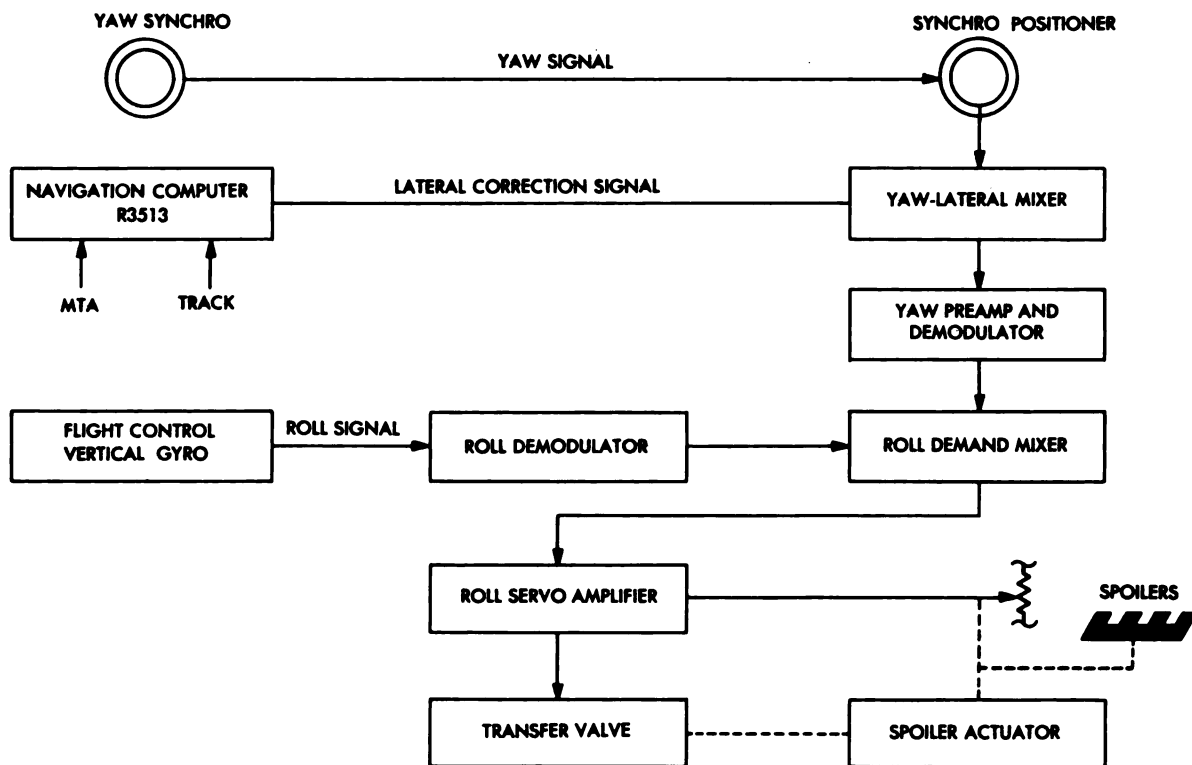 YAW SYNCHRO
SYNCHRO POSITIONER
YAW SIGNAL
NAVIGATION COMPUTER
R3513
LATERAL CORRECTION SIGNAL
YAW-LATERAL MIXER
MTA
TRACK
YAW PREAMP AND
DEMODULATOR
FLIGHT CONTROL
VERTICAL GYRO
ROLL SIGNAL
ROLL DEMODULATOR
ROLL DEMAND MIXER
ROLL SERVO AMPLIFIER
SPOILERS
TRANSFER VALVE
SPOILER ACTUATOR